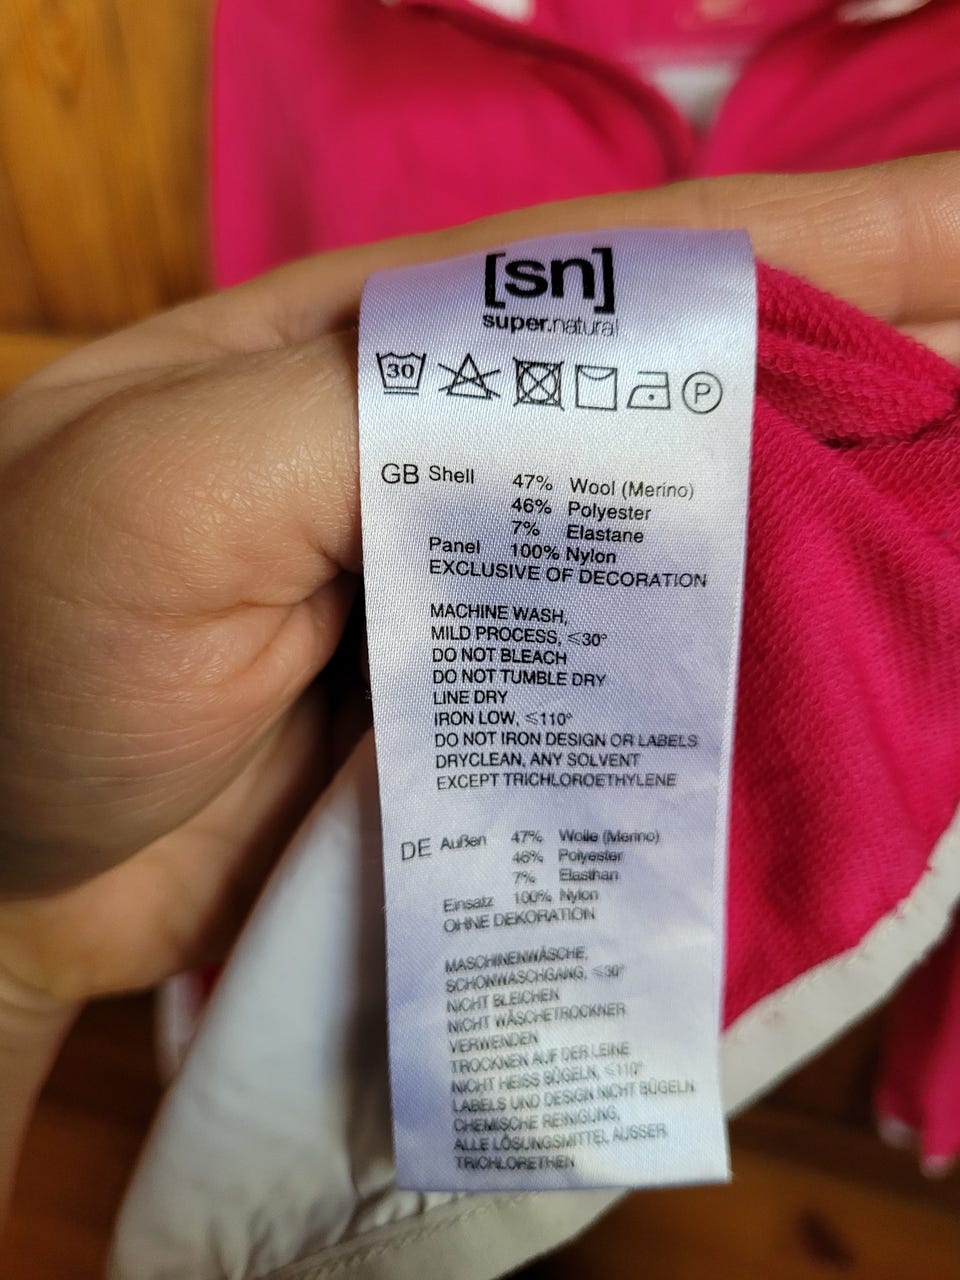 [sn]
super.natural
30 P
GB Shell 47% Wool (Merino)
46% Polyester
7% Elastane
Panel 100% Nylon
EXCLUSIVE OF DECORATION
MACHINE WASH,
MILD PROCESS, ≤30°
DO NOT BLEACH
DO NOT TUMBLE DRY
LINE DRY
IRON LOW, ≤110°
DO NOT IRON DESIGN OR LABELS
DRYCLEAN, ANY SOLVENT
EXCEPT TRICHLOROETHYLENE
DE Außen 47% Wolle (Merino)
46% Polyester
7% Elasthan
Einsatz 100% Nylon
OHNE DEKORATION
MASCHINENWÄSCHE,
SCHONWASCHGANG, ≤30°
NICHT BLEICHEN
NICHT WÄSCHETROCKNER
VERWENDEN
TROCKNEN AUF DER LEINE
NICHT HEISS BÜGELN, ≤110°
LABELS UND DESIGN NICHT BÜGELN
CHEMISCHE REINIGUNG,
ALLE LÖSUNGSMITTEL AUSSER
TRICHLORETHEN